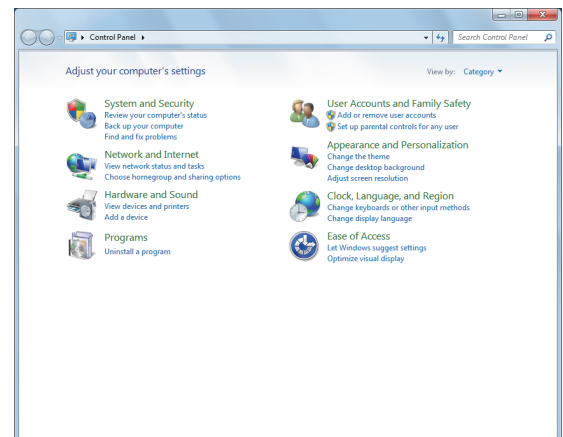 Control Panel
Search Control Panel
Adjust your computer's settings
View by: Category
System and Security
Review your computer's status
Back up your computer
Find and fix problems
Network and Internet
View network status and tasks
Choose homegroup and sharing options
Hardware and Sound
View devices and printers
Add a device
Programs
Uninstall a program
User Accounts and Family Safety
Add or remove user accounts
Set up parental controls for any user
Appearance and Personalization
Change the theme
Change desktop background
Adjust screen resolution
Clock, Language, and Region
Change keyboards or other input methods
Change display language
Ease of Access
Let Windows suggest settings
Optimize visual display